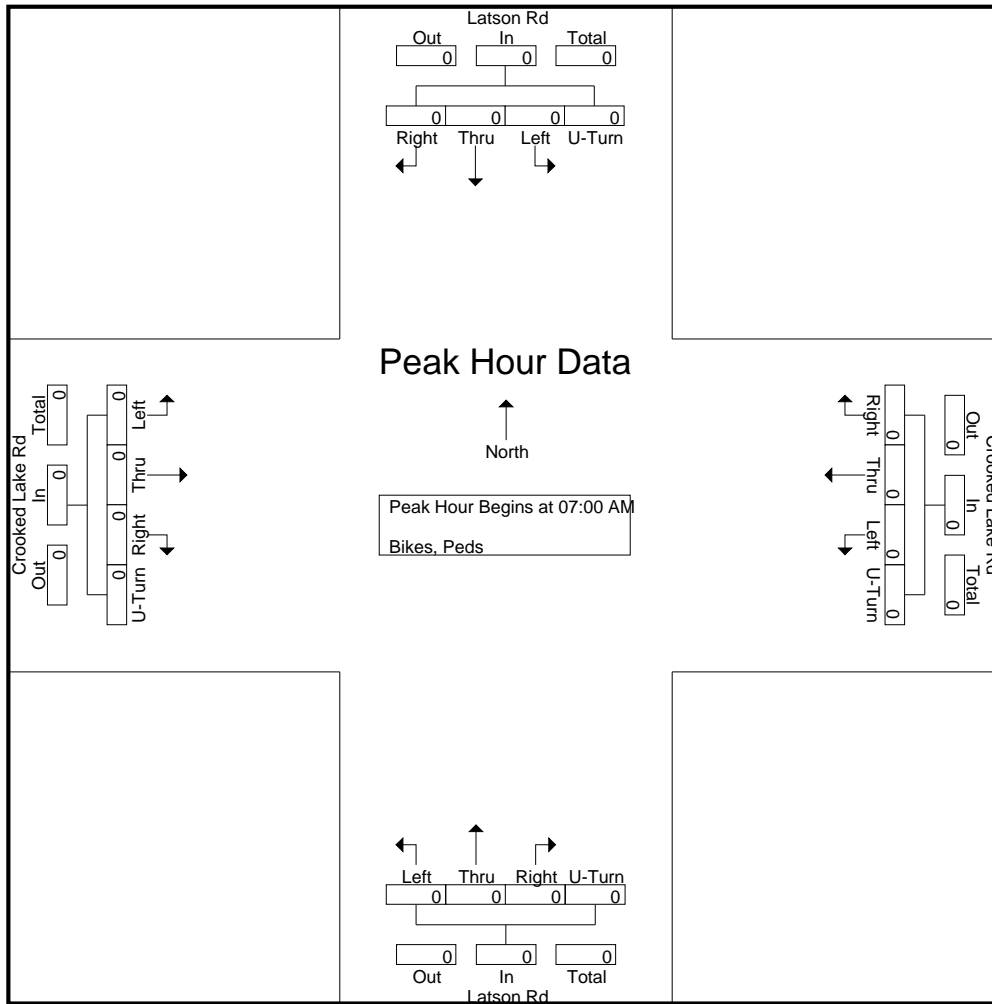 Latson Rd
Out In Total
0 0 0
0 0 0 0
Right Thru Left U-Turn
Peak Hour Data
North
Peak Hour Begins at 07:00 AM
Bikes, Peds
Crooked Lake Rd
Out In Total
0 0 0
0 0 0 0
U-Turn Right Thru Left
Crooked Lake Rd
Out In Total
0 0 0
0 0 0 0
Right Thru Left U-Turn
Left Thru Right U-Turn
0 0 0 0
0 0 0
Out In Total
Latson Rd